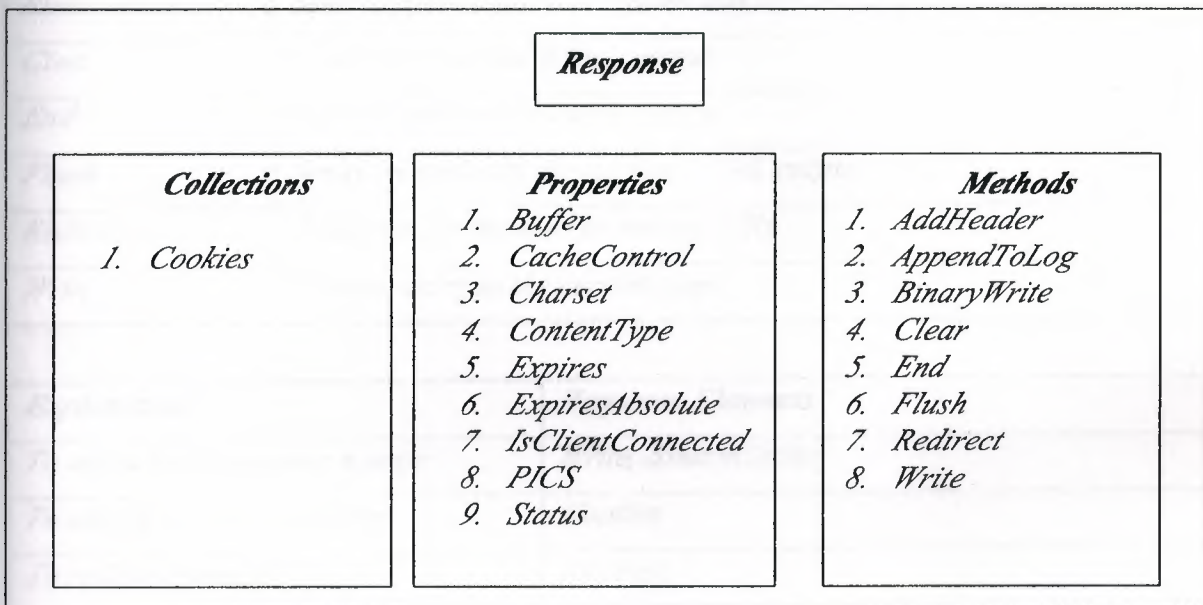 Response
Collections
1. Cookies
Properties
1. Buffer
2. CacheControl
3. Charset
4. ContentType
5. Expires
6. ExpiresAbsolute
7. IsClientConnected
8. PICS
9. Status
Methods
1. AddHeader
2. AppendToLog
3. BinaryWrite
4. Clear
5. End
6. Flush
7. Redirect
8. Write